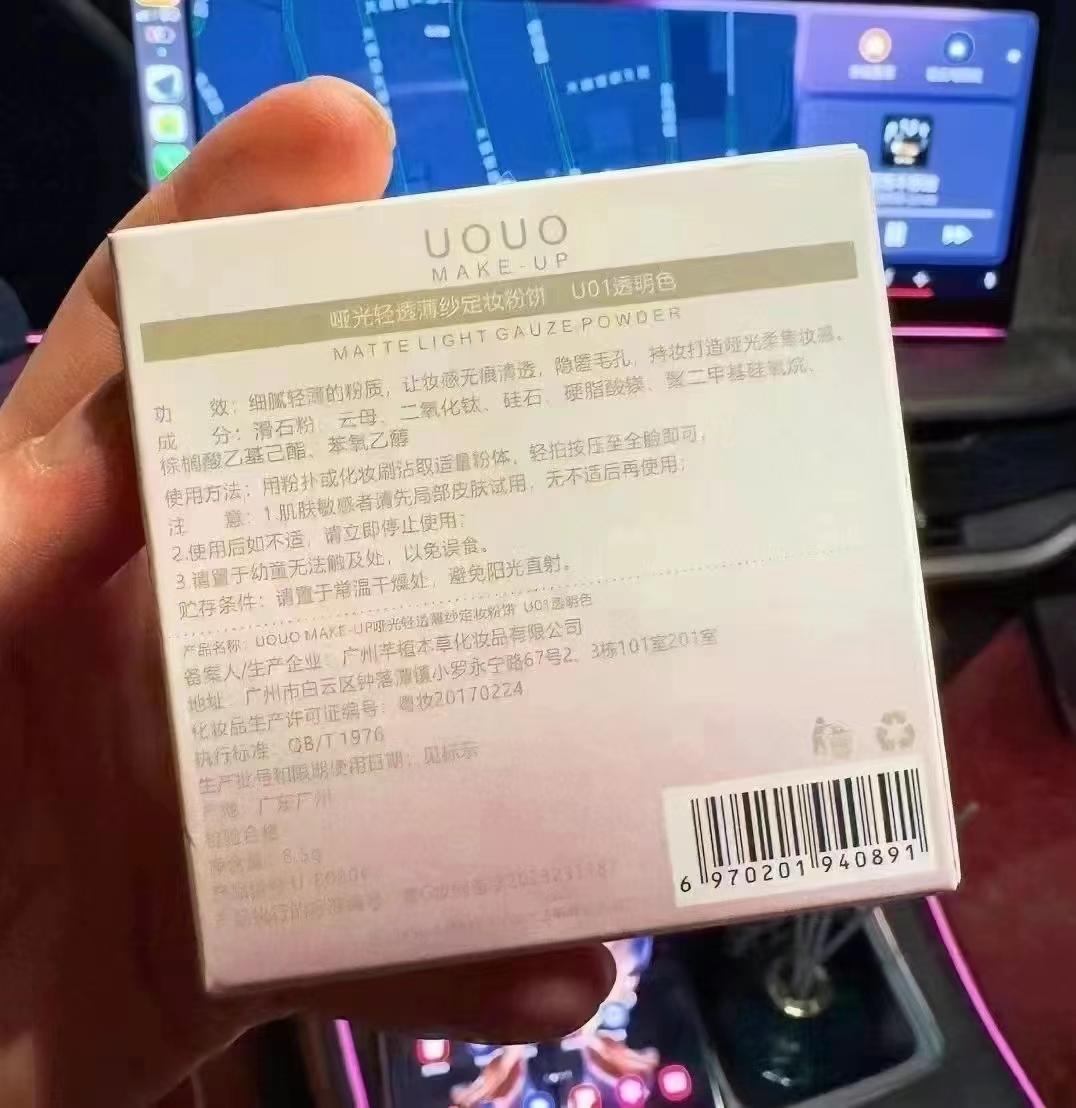 UOUO
MAKE-UP
哑光轻透薄纱定妆粉饼 U01透明色
MATTE LIGHT GAUZE POWDER
功 效：细腻轻薄的粉质，让妆感无痕清透，隐匿毛孔，持妆打造哑光柔焦妆感。
成 分：滑石粉、云母、二氧化钛、硅石、硬脂酸镁、聚二甲基硅氧烷、
棕榈酸乙基己酯、苯氧乙醇
使用方法：用粉扑或化妆刷沾取适量粉体，轻拍按压至全脸即可。
注 意：1.肌肤敏感者请先局部皮肤试用，无不适后再使用；
2.使用后如不适，请立即停止使用；
3.请置于幼童无法触及处，以免误食。
贮存条件：请置于常温干燥处，避免阳光直射。
产品名称：UOUO MAKE-UP哑光轻透薄纱定妆粉饼 U01透明色
备案人/生产企业：广州芊植本草化妆品有限公司
地址：广州市白云区钟落潭镇小罗永宁路67号2、3栋101室201室
化妆品生产许可证编号：粤妆20170224
执行标准：QB/T 1976
生产批号和限期使用日期：见标示
产地：广东广州
检验合格
净含量：8.5g
6 970201 940891